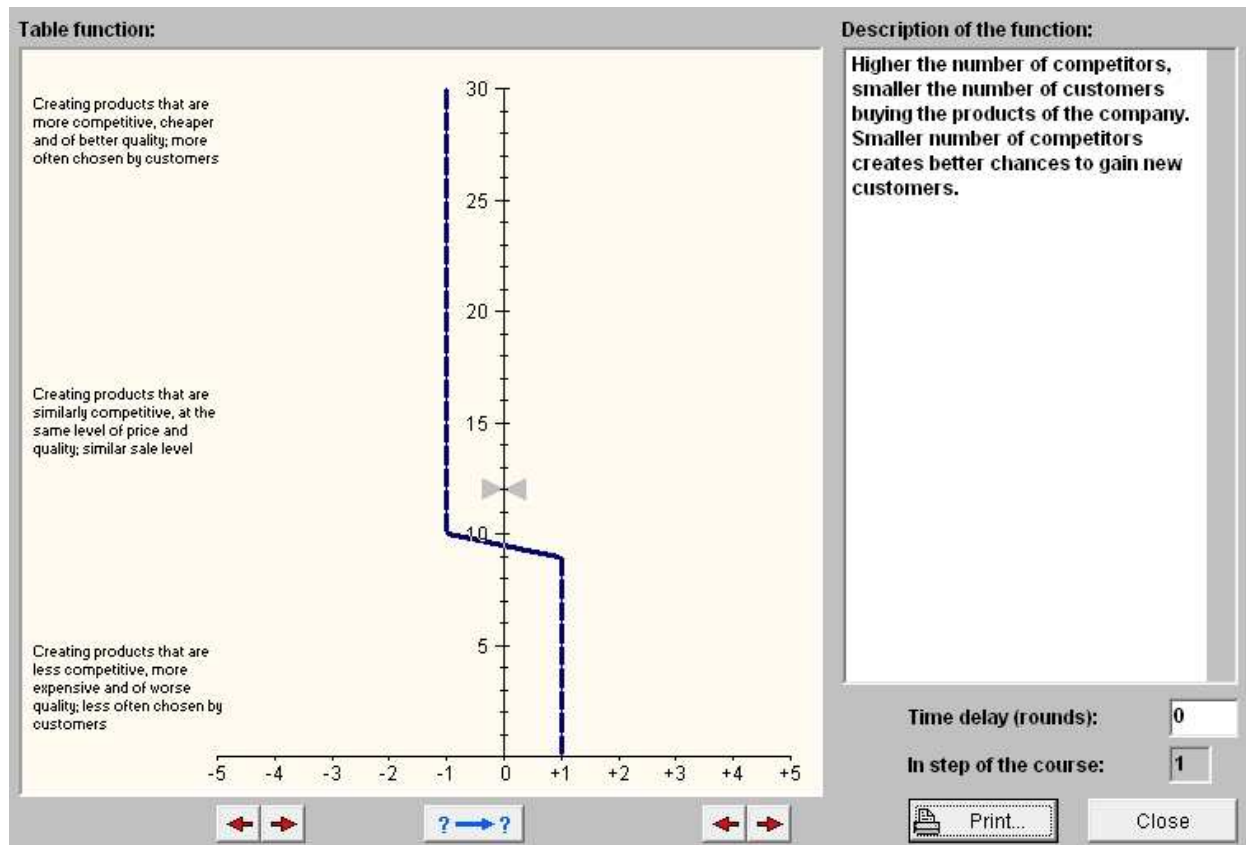 Table function:
Creating products that are
more competitive, cheaper
and of better quality; more
often chosen by customers
Creating products that are
similarly competitive, at the
same level of price and
quality; similar sale level
Creating products that are
less competitive, more
expensive and of worse
quality; less often chosen by
customers
30
25
20
15
10
5
-5 -4 -3 -2 -1 0 +1 +2 +3 +4 +5
? ?
Description of the function:
Higher the number of competitors,
smaller the number of customers
buying the products of the company.
Smaller number of competitors
creates better chances to gain new
customers.
Time delay (rounds): 0
In step of the course: 1
Print... Close